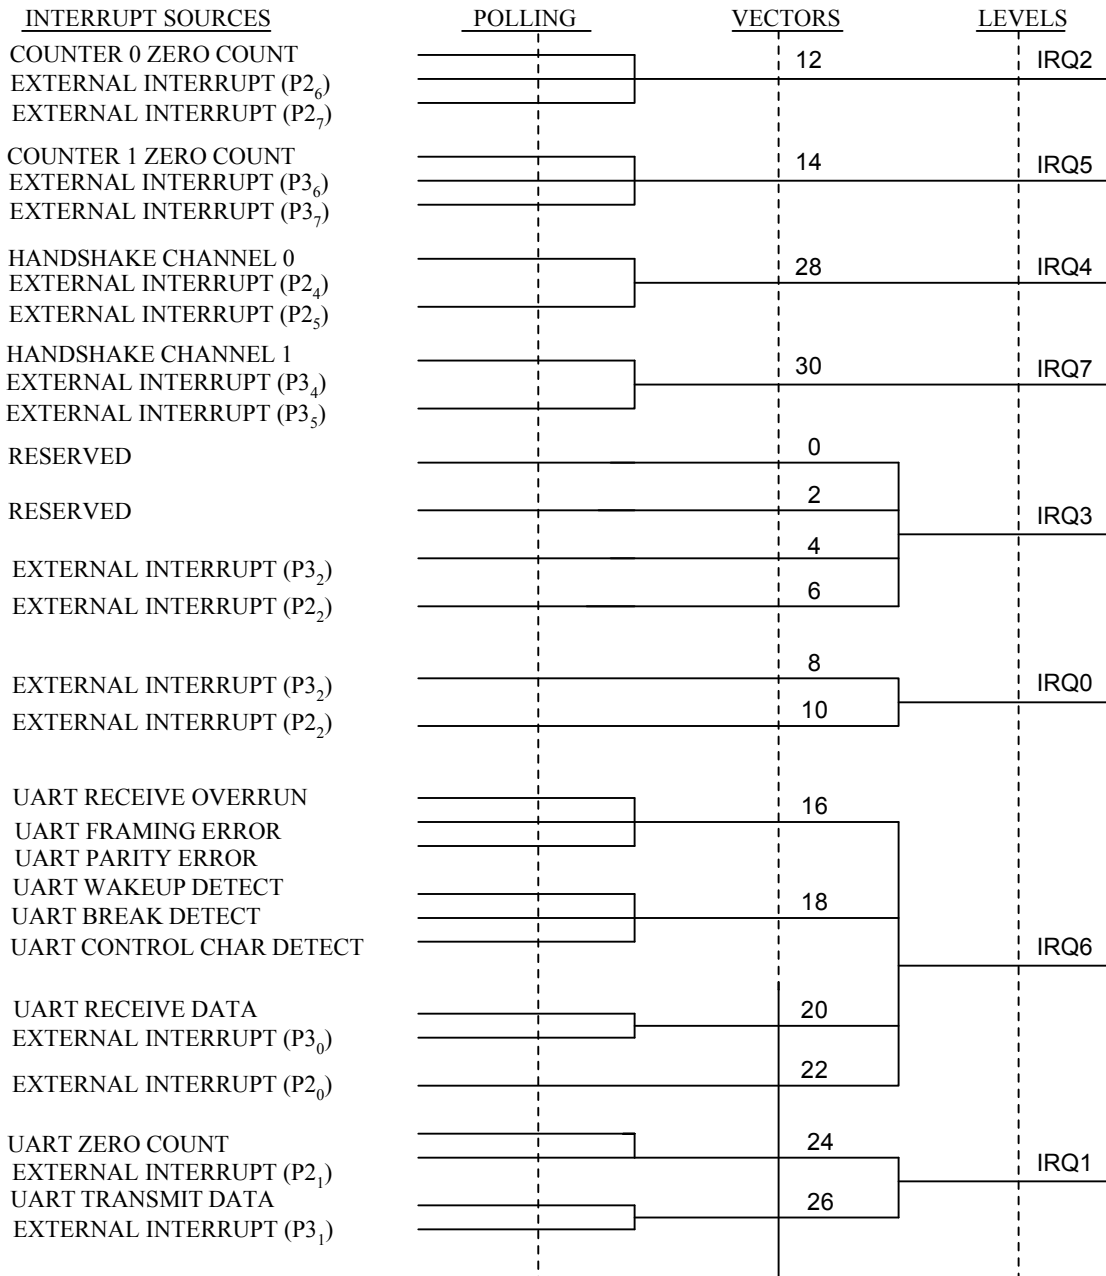 INTERRUPT SOURCES POLLING VECTORS LEVELS
COUNTER 0 ZERO COUNT 12 IRQ2
EXTERNAL INTERRUPT (P2₆)
EXTERNAL INTERRUPT (P2₇)
COUNTER 1 ZERO COUNT 14 IRQ5
EXTERNAL INTERRUPT (P3₆)
EXTERNAL INTERRUPT (P3₇)
HANDSHAKE CHANNEL 0 28 IRQ4
EXTERNAL INTERRUPT (P2₄)
EXTERNAL INTERRUPT (P2₅)
HANDSHAKE CHANNEL 1 30 IRQ7
EXTERNAL INTERRUPT (P3₄)
EXTERNAL INTERRUPT (P3₅)
RESERVED 0
RESERVED 2 IRQ3
EXTERNAL INTERRUPT (P3₂) 4
EXTERNAL INTERRUPT (P2₂) 6
EXTERNAL INTERRUPT (P3₂) 8 IRQ0
EXTERNAL INTERRUPT (P2₂) 10
UART RECEIVE OVERRUN 16
UART FRAMING ERROR
UART PARITY ERROR
UART WAKEUP DETECT 18
UART BREAK DETECT
UART CONTROL CHAR DETECT IRQ6
UART RECEIVE DATA 20
EXTERNAL INTERRUPT (P3₀)
EXTERNAL INTERRUPT (P2₀) 22
UART ZERO COUNT 24
EXTERNAL INTERRUPT (P2₁) IRQ1
UART TRANSMIT DATA 26
EXTERNAL INTERRUPT (P3₁)